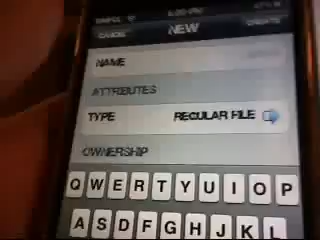 CANCEL NEW CREATE
NAME
ATTRIBUTES
TYPE REGULAR FILE
OWNERSHIP
Q W E R T Y U I O P
A S D F G H J K L